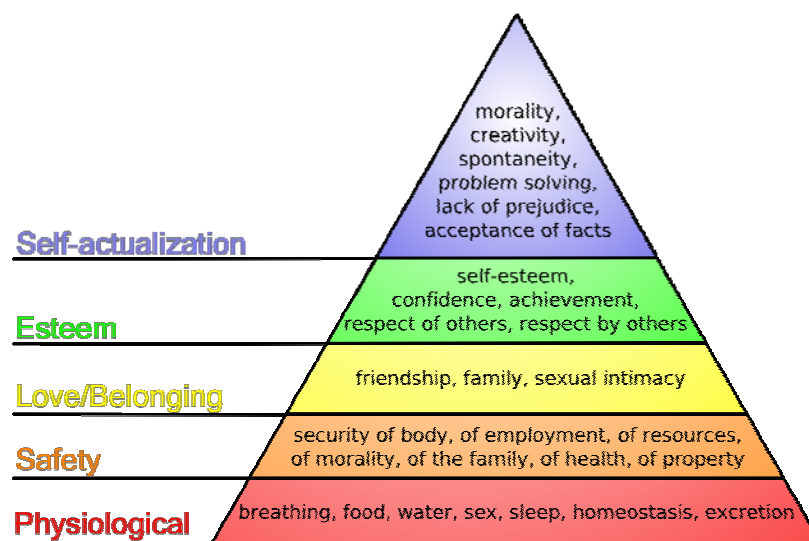 morality,
creativity,
spontaneity,
problem solving,
lack of prejudice,
acceptance of facts
Self-actualization
self-esteem,
confidence, achievement,
respect of others, respect by others
Esteem
friendship, family, sexual intimacy
Love/Belonging
security of body, of employment, of resources,
of morality, of the family, of health, of property
Safety
breathing, food, water, sex, sleep, homeostasis, excretion
Physiological